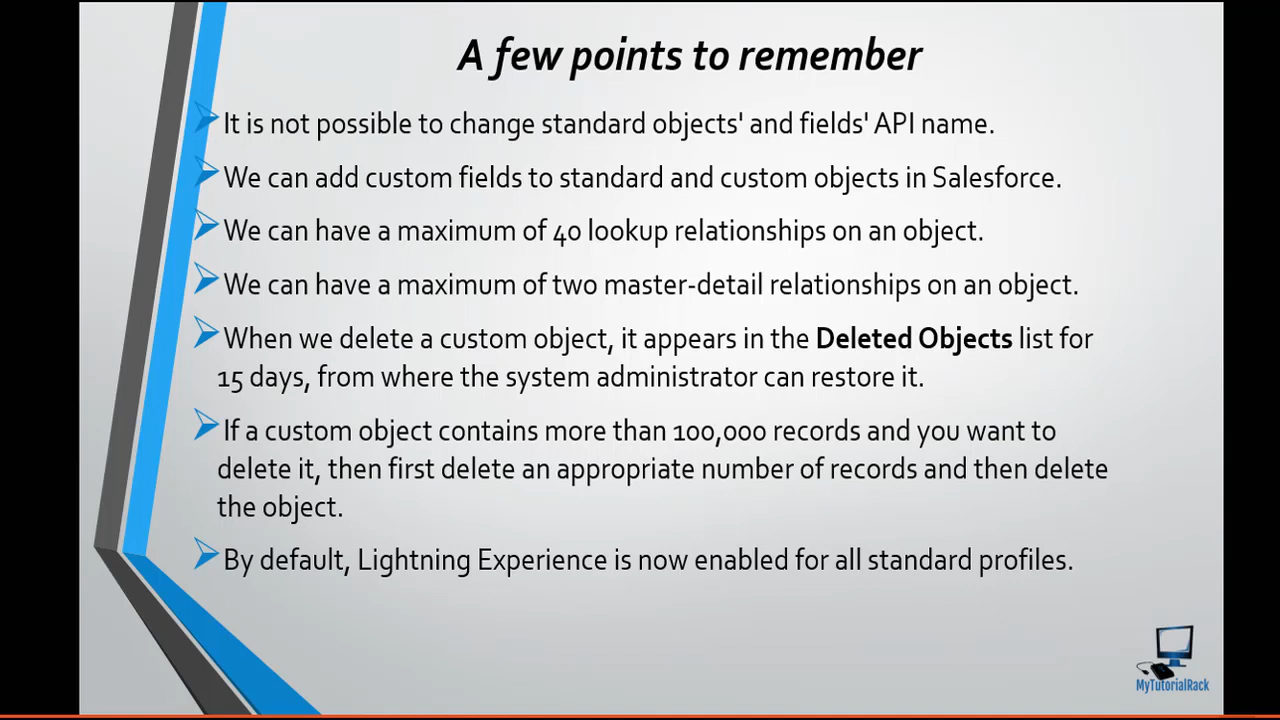 A few points to remember
It is not possible to change standard objects' and fields' API name.
We can add custom fields to standard and custom objects in Salesforce.
We can have a maximum of 40 lookup relationships on an object.
We can have a maximum of two master-detail relationships on an object.
When we delete a custom object, it appears in the Deleted Objects list for
15 days, from where the system administrator can restore it.
If a custom object contains more than 100,000 records and you want to
delete it, then first delete an appropriate number of records and then delete
the object.
By default, Lightning Experience is now enabled for all standard profiles.
MyTutorialRack